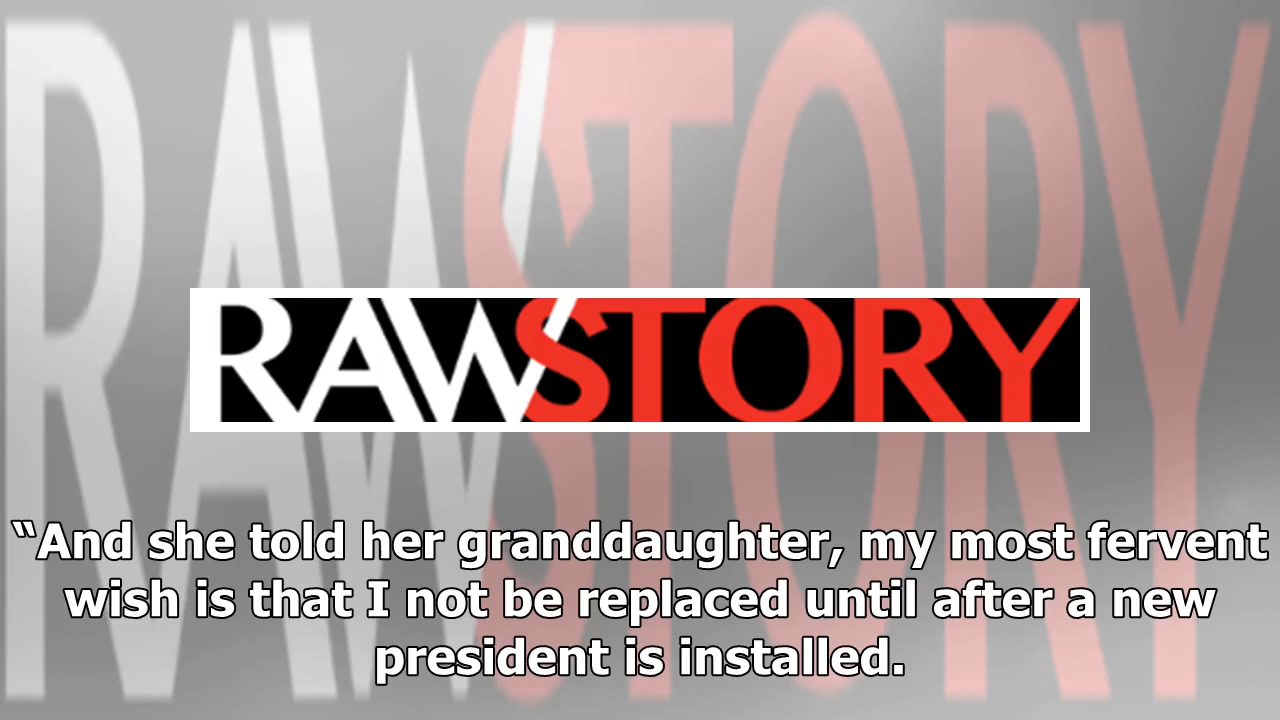 RAWSTORY
RAWSTORY
“And she told her granddaughter, my most fervent
wish is that I not be replaced until after a new
president is installed.